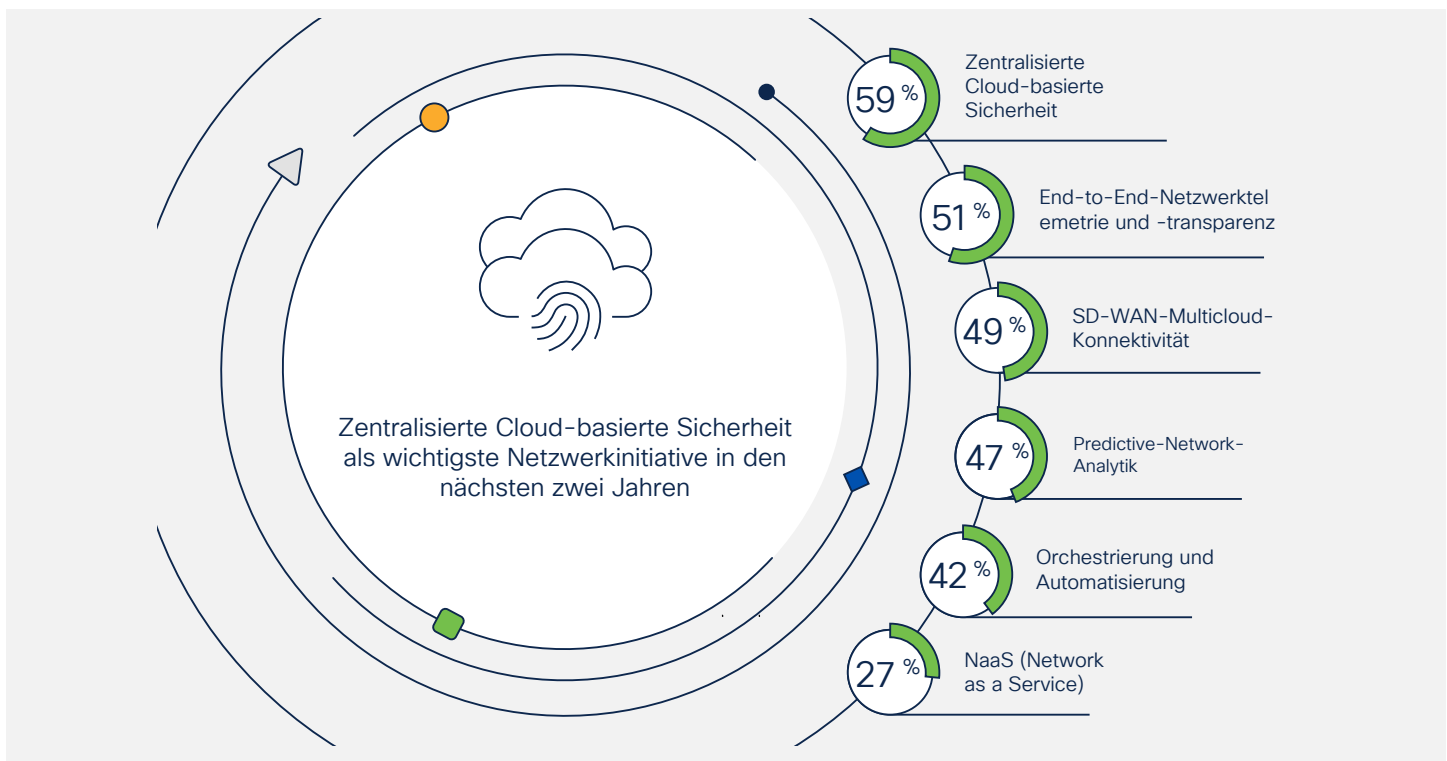 Zentralisierte Cloud-basierte Sicherheit
als wichtigste Netzwerkinitiative in den
nächsten zwei Jahren
59 %
Zentralisierte
Cloud-basierte
Sicherheit
51 %
End-to-End-Netzwerktel
emetrie und -transparenz
49 %
SD-WAN-Multicloud-
Konnektivität
47 %
Predictive-Network-
Analytik
42 %
Orchestrierung und
Automatisierung
27 %
NaaS (Network
as a Service)